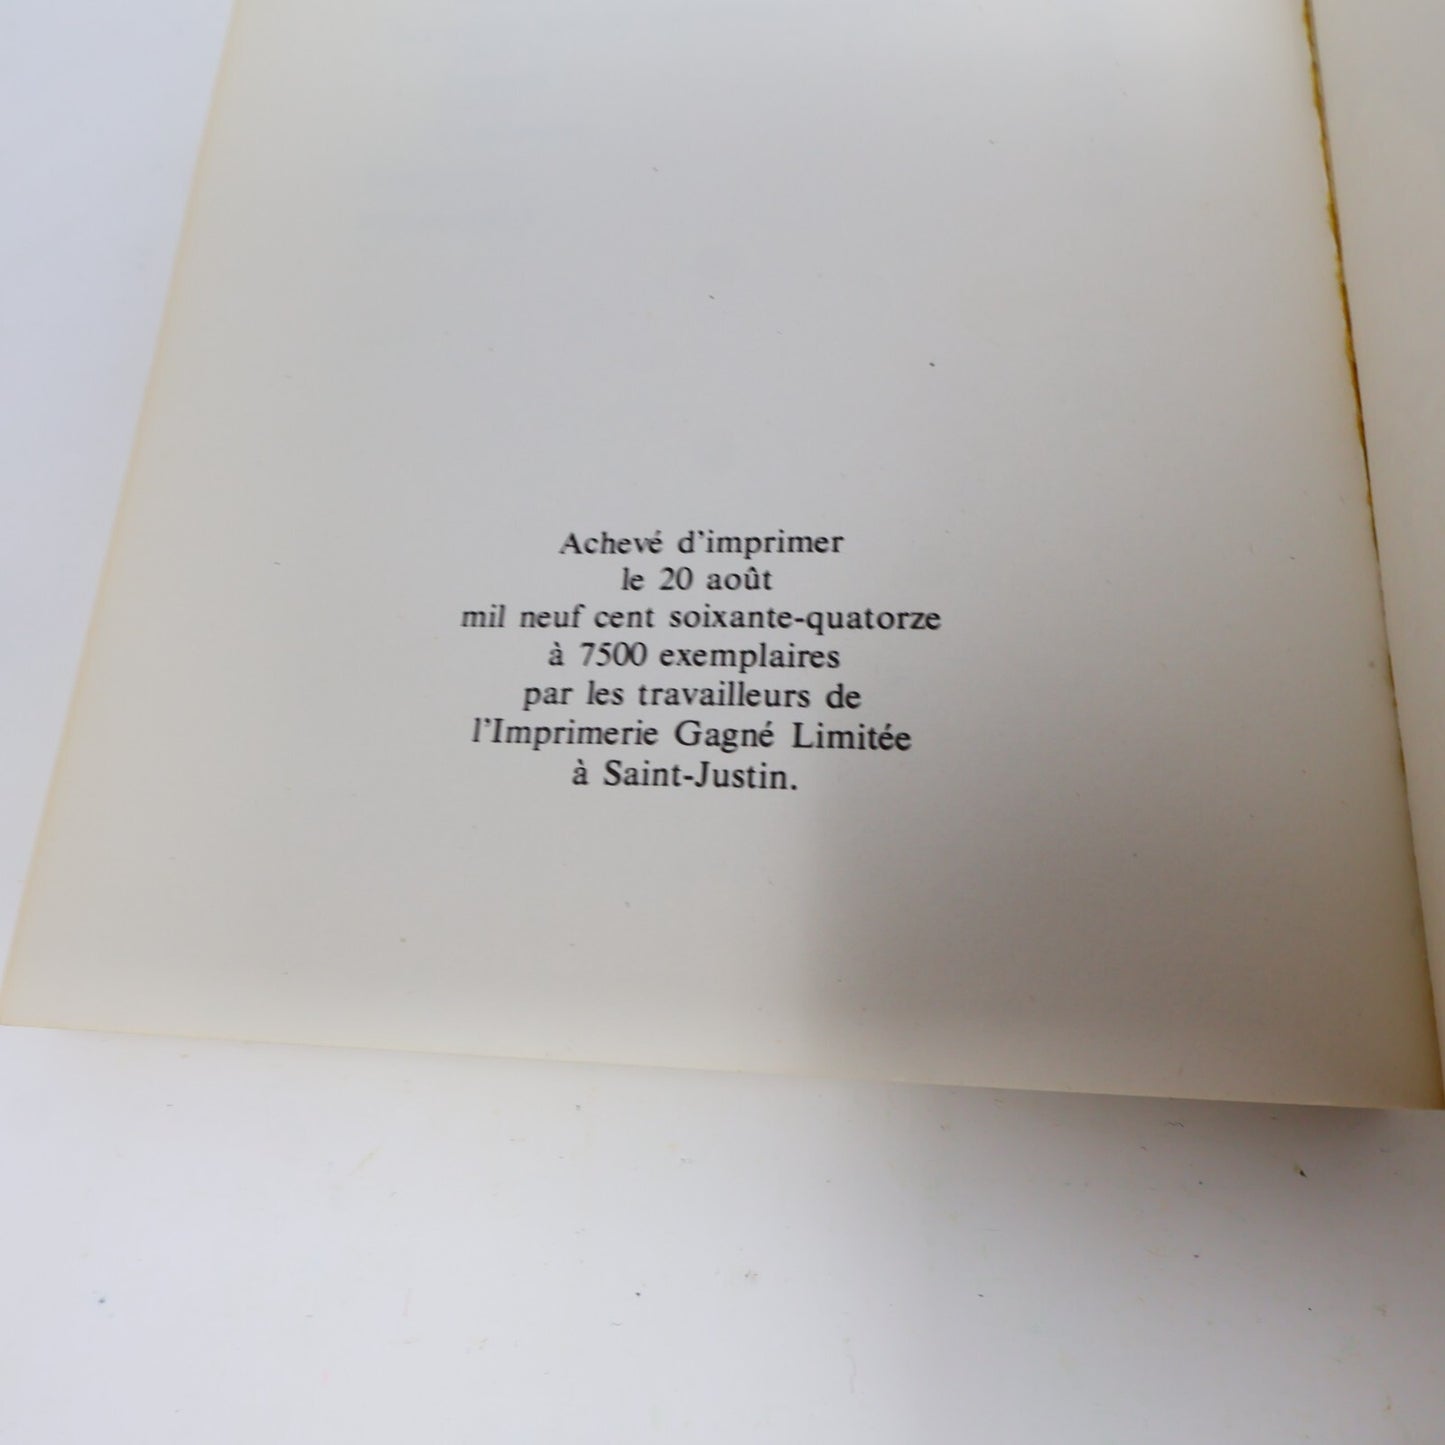 Achevé d'imprimer
le 20 août
mil neuf cent soixante-quatorze
à 7500 exemplaires
par les travailleurs de
l'Imprimerie Gagné Limitée
à Saint-Justin.